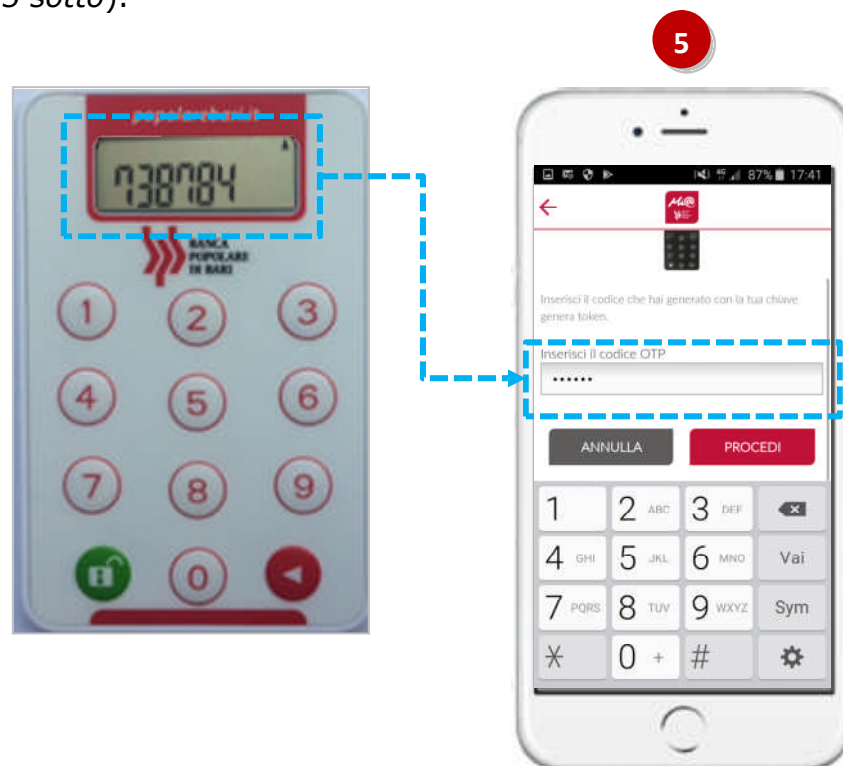 5 sotto).
5
popolarebari.it
738784
BANCA
POPOLARE
DI BARI
1
2
3
4
5
6
7
8
9
0
87% 17:41
Mi@
Inserisci il codice che hai generato con la tua chiave
genera token.
Inserisci il codice OTP
••••••
ANNULLA PROCEDI
1 2 ABC 3 DEF
4 GHI 5 JKL 6 MNO Vai
7 PQRS 8 TUV 9 WXYZ Sym
* 0 + #